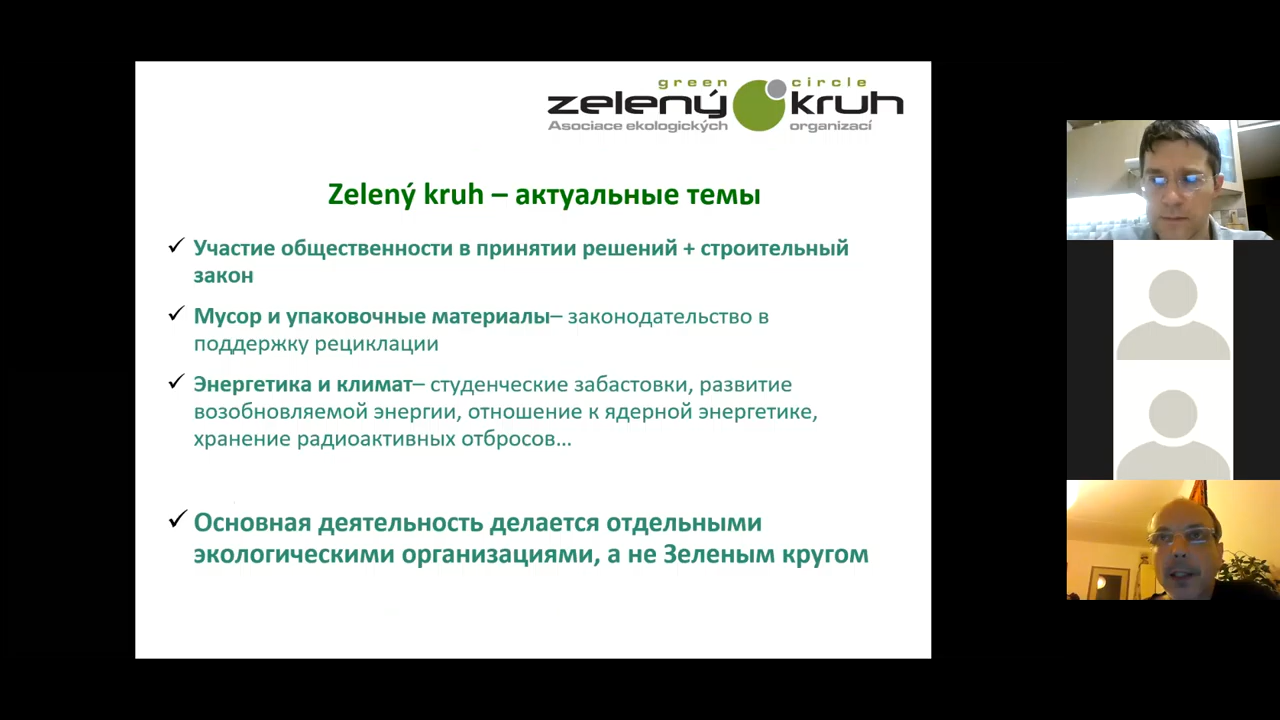 green circle
zelený kruh
Asociace ekologických organizací
Zelený kruh – актуальные темы
✓ Участие общественности в принятии решений + строительный
закон
✓ Мусор и упаковочные материалы– законодательство в
поддержку рециклации
✓ Энергетика и климат– студенческие забастовки, развитие
возобновляемой энергии, отношение к ядерной энергетике,
хранение радиоактивных отбросов…
✓ Основная деятельность делается отдельными
экологическими организациями, а не Зеленым кругом